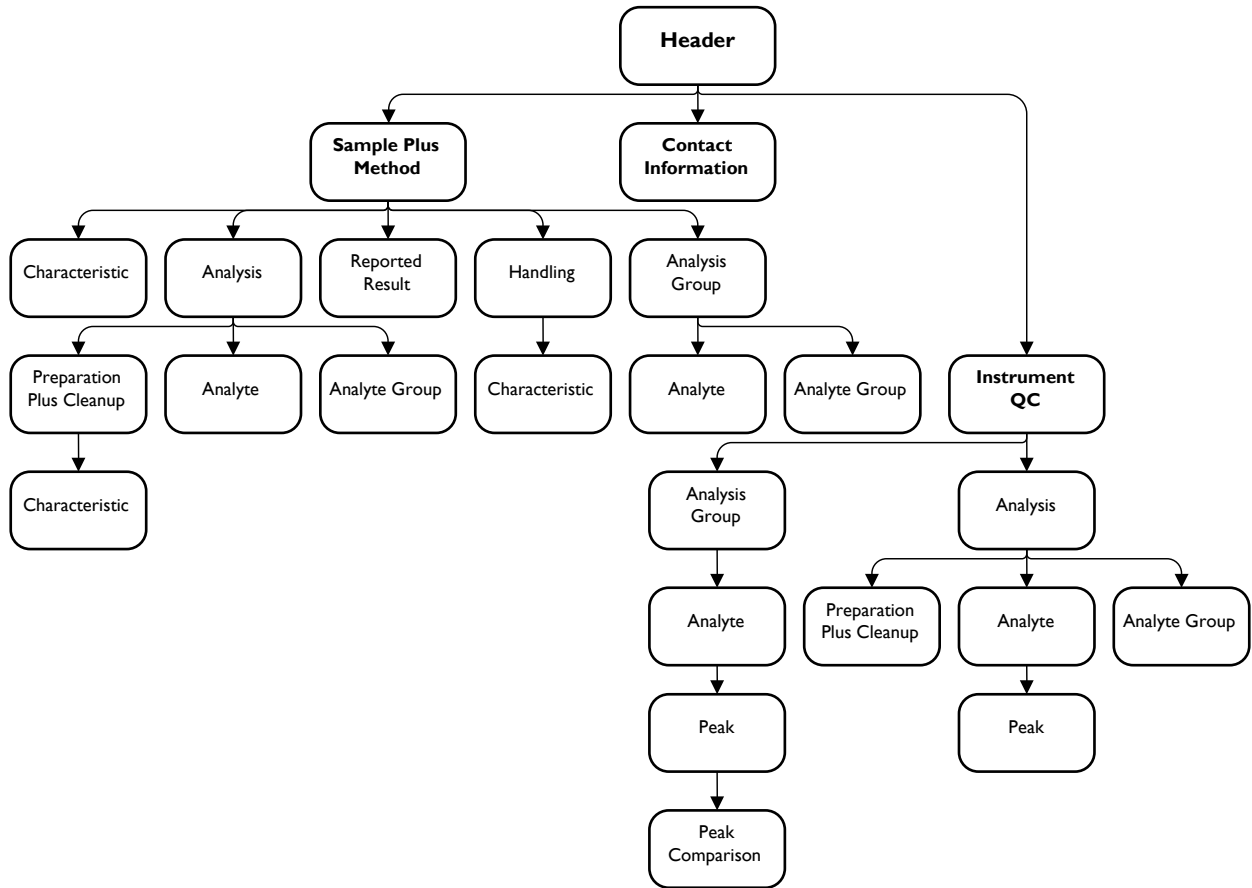 Header
Sample Plus
Method
Contact
Information
Characteristic
Analysis
Reported
Result
Handling
Analysis
Group
Preparation
Plus Cleanup
Analyte
Analyte Group
Characteristic
Analyte
Analyte Group
Instrument
QC
Characteristic
Analysis
Group
Analysis
Analyte
Preparation
Plus Cleanup
Analyte
Analyte Group
Peak
Peak
Peak
Comparison